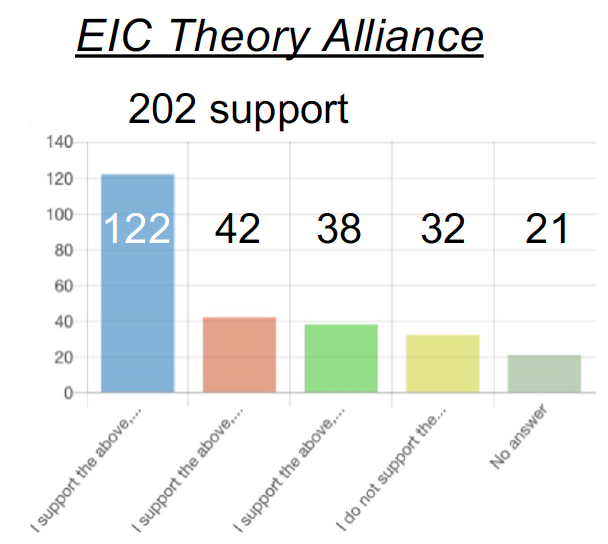 EIC Theory Alliance
202 support
140
120
100
80
60
40
20
0
122 42 38 32 21
I support the above,...
I support the above,...
I support the above,...
I do not support the...
No answer